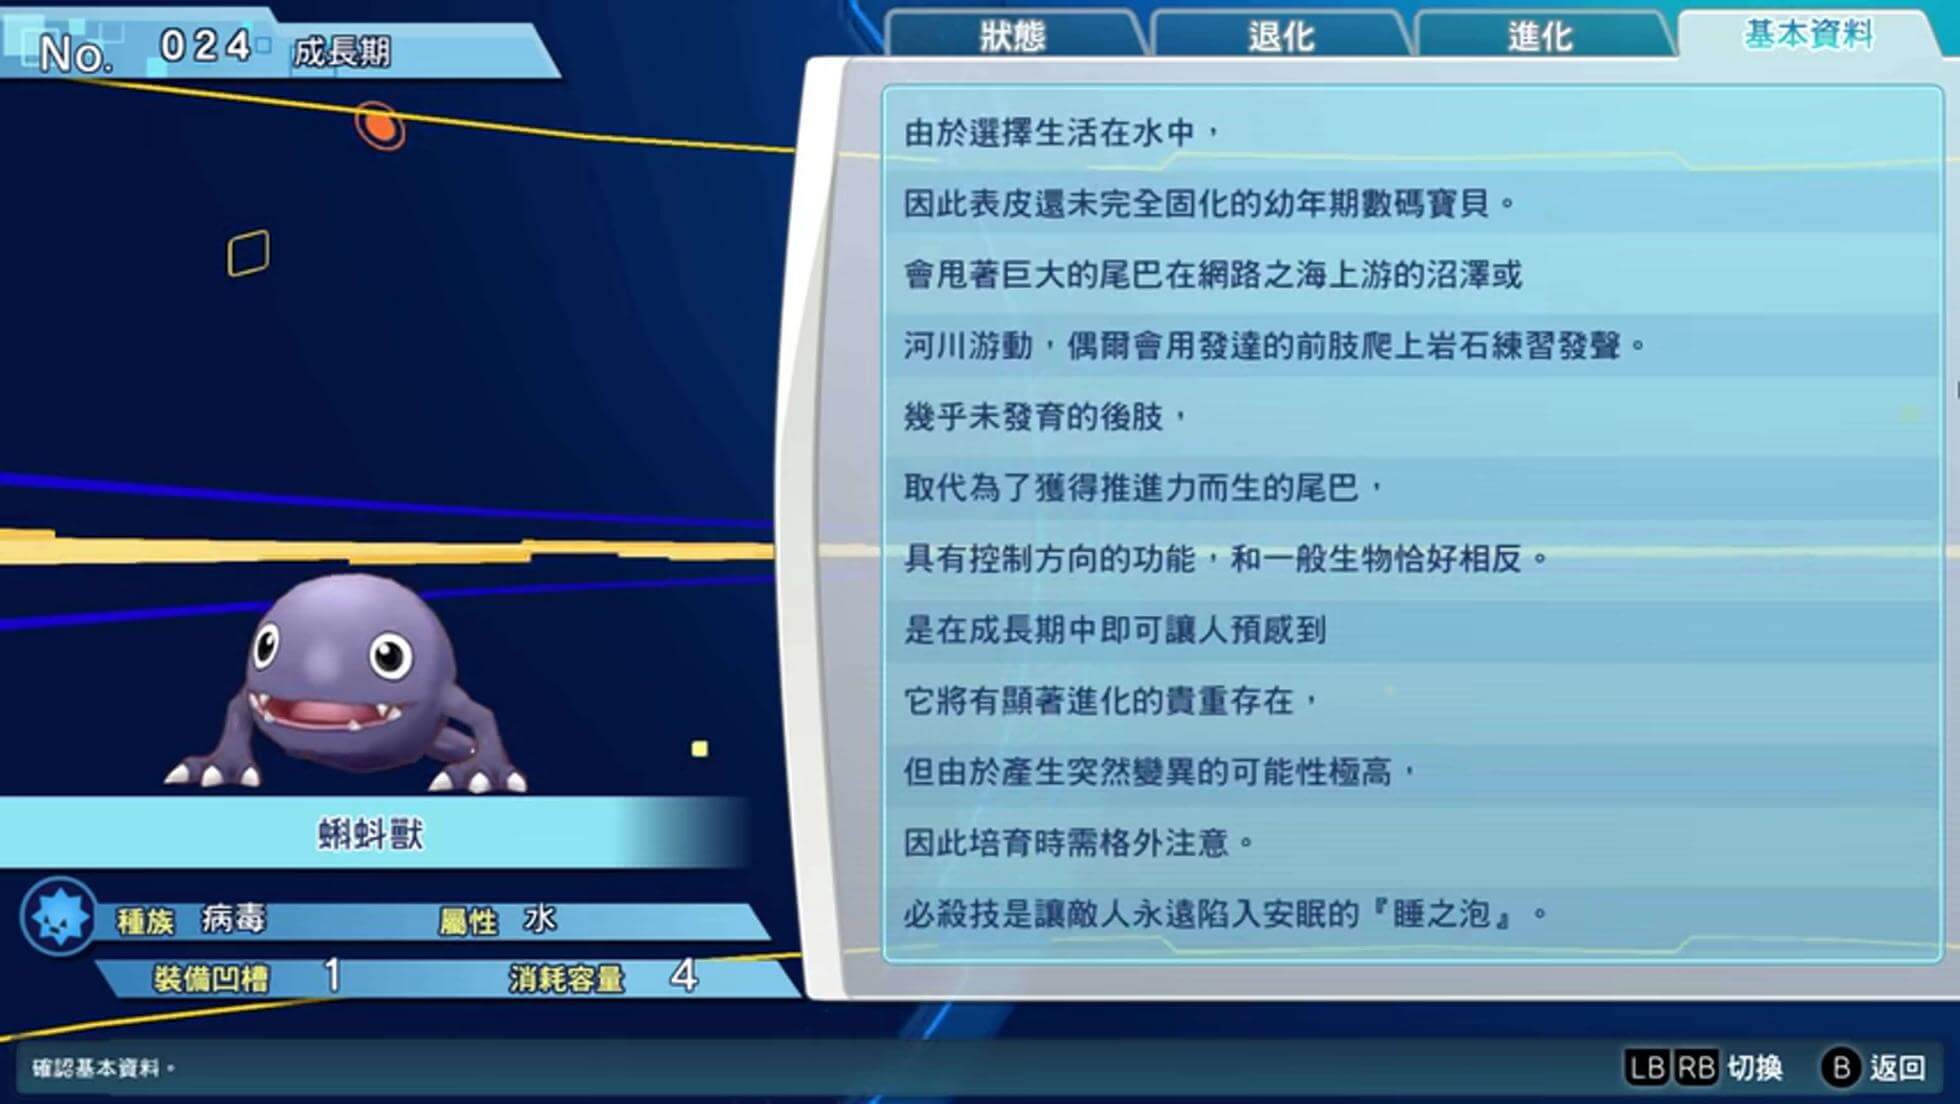 No. 024 成長期
狀態 退化 進化 基本資料
由於選擇生活在水中，
因此表皮還未完全固化的幼年期數碼寶貝。
會甩著巨大的尾巴在網路之海上游的沼澤或
河川游動，偶爾會用發達的前肢爬上岩石練習發聲。
幾乎未發育的後肢，
取代為了獲得推進力而生的尾巴，
具有控制方向的功能，和一般生物恰好相反。
是在成長期中即可讓人預感到
它將有顯著進化的貴重存在，
但由於產生突然變異的可能性極高，
因此培育時需格外注意。
必殺技是讓敵人永遠陷入安眠的『睡之泡』。
蝌蚪獸
種族 病毒 屬性 水
裝備凹槽 1 消耗容量 4
確認基本資料。
LB RB 切換 B 返回